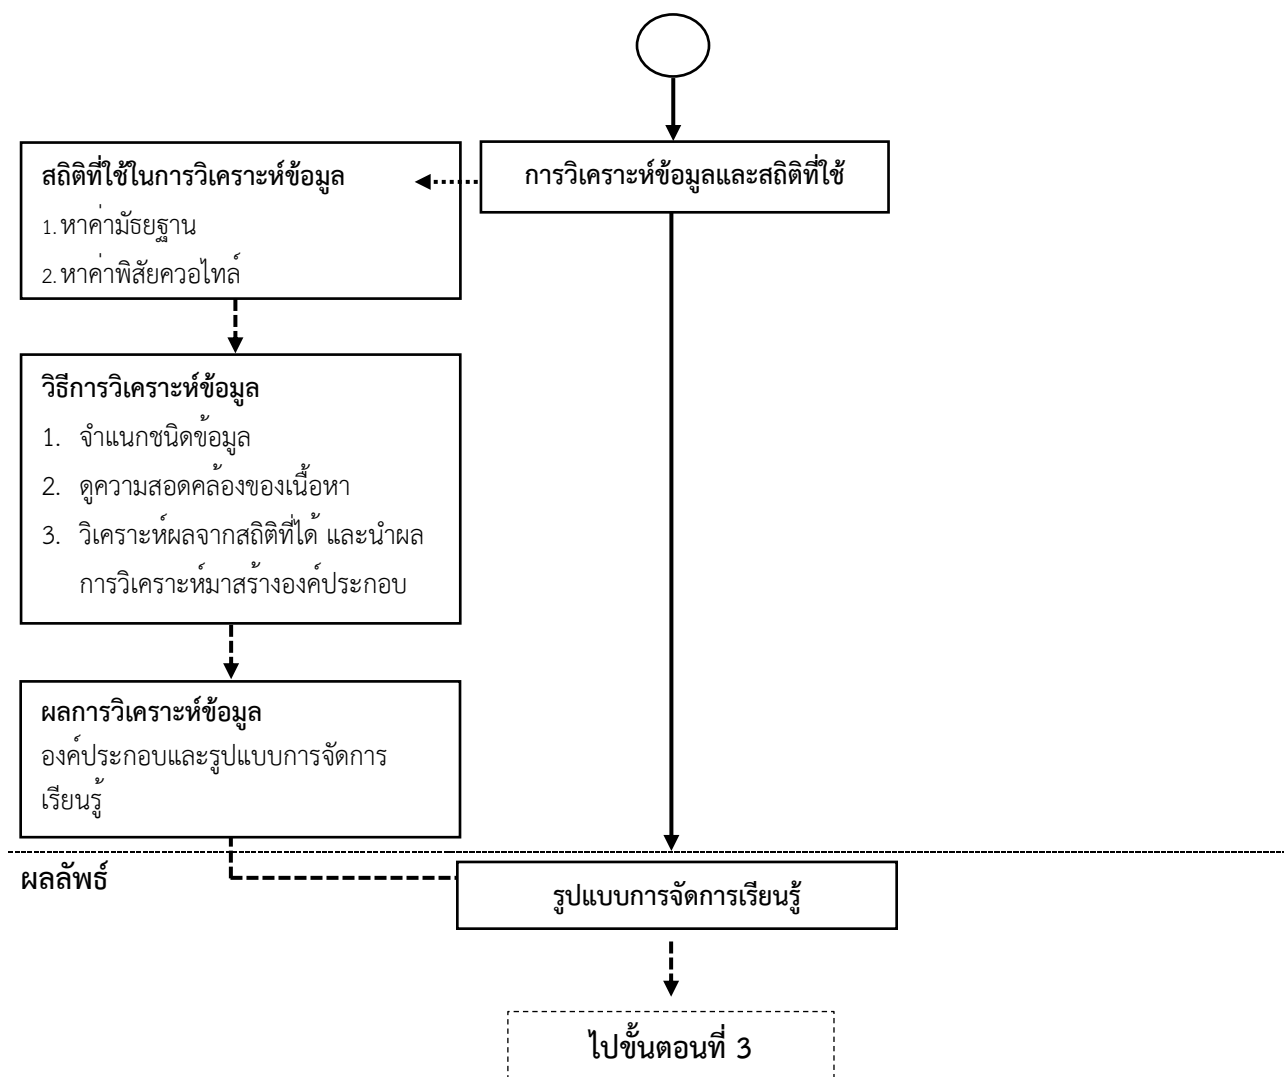 การวิเคราะห์ข้อมูลและสถิติที่ใช้
สถิติที่ใช้ในการวิเคราะห์ข้อมูล
1. หาค่ามัธยฐาน
2. หาค่าพิสัยควอไทล์
วิธีการวิเคราะห์ข้อมูล
1. จำแนกชนิดข้อมูล
2. ดูความสอดคล้องของเนื้อหา
3. วิเคราะห์ผลจากสถิติที่ได้ และนำผล
การวิเคราะห์มาสร้างองค์ประกอบ
ผลการวิเคราะห์ข้อมูล
องค์ประกอบและรูปแบบการจัดการ
เรียนรู้
ผลลัพธ์
รูปแบบการจัดการเรียนรู้
ไปขั้นตอนที่ 3